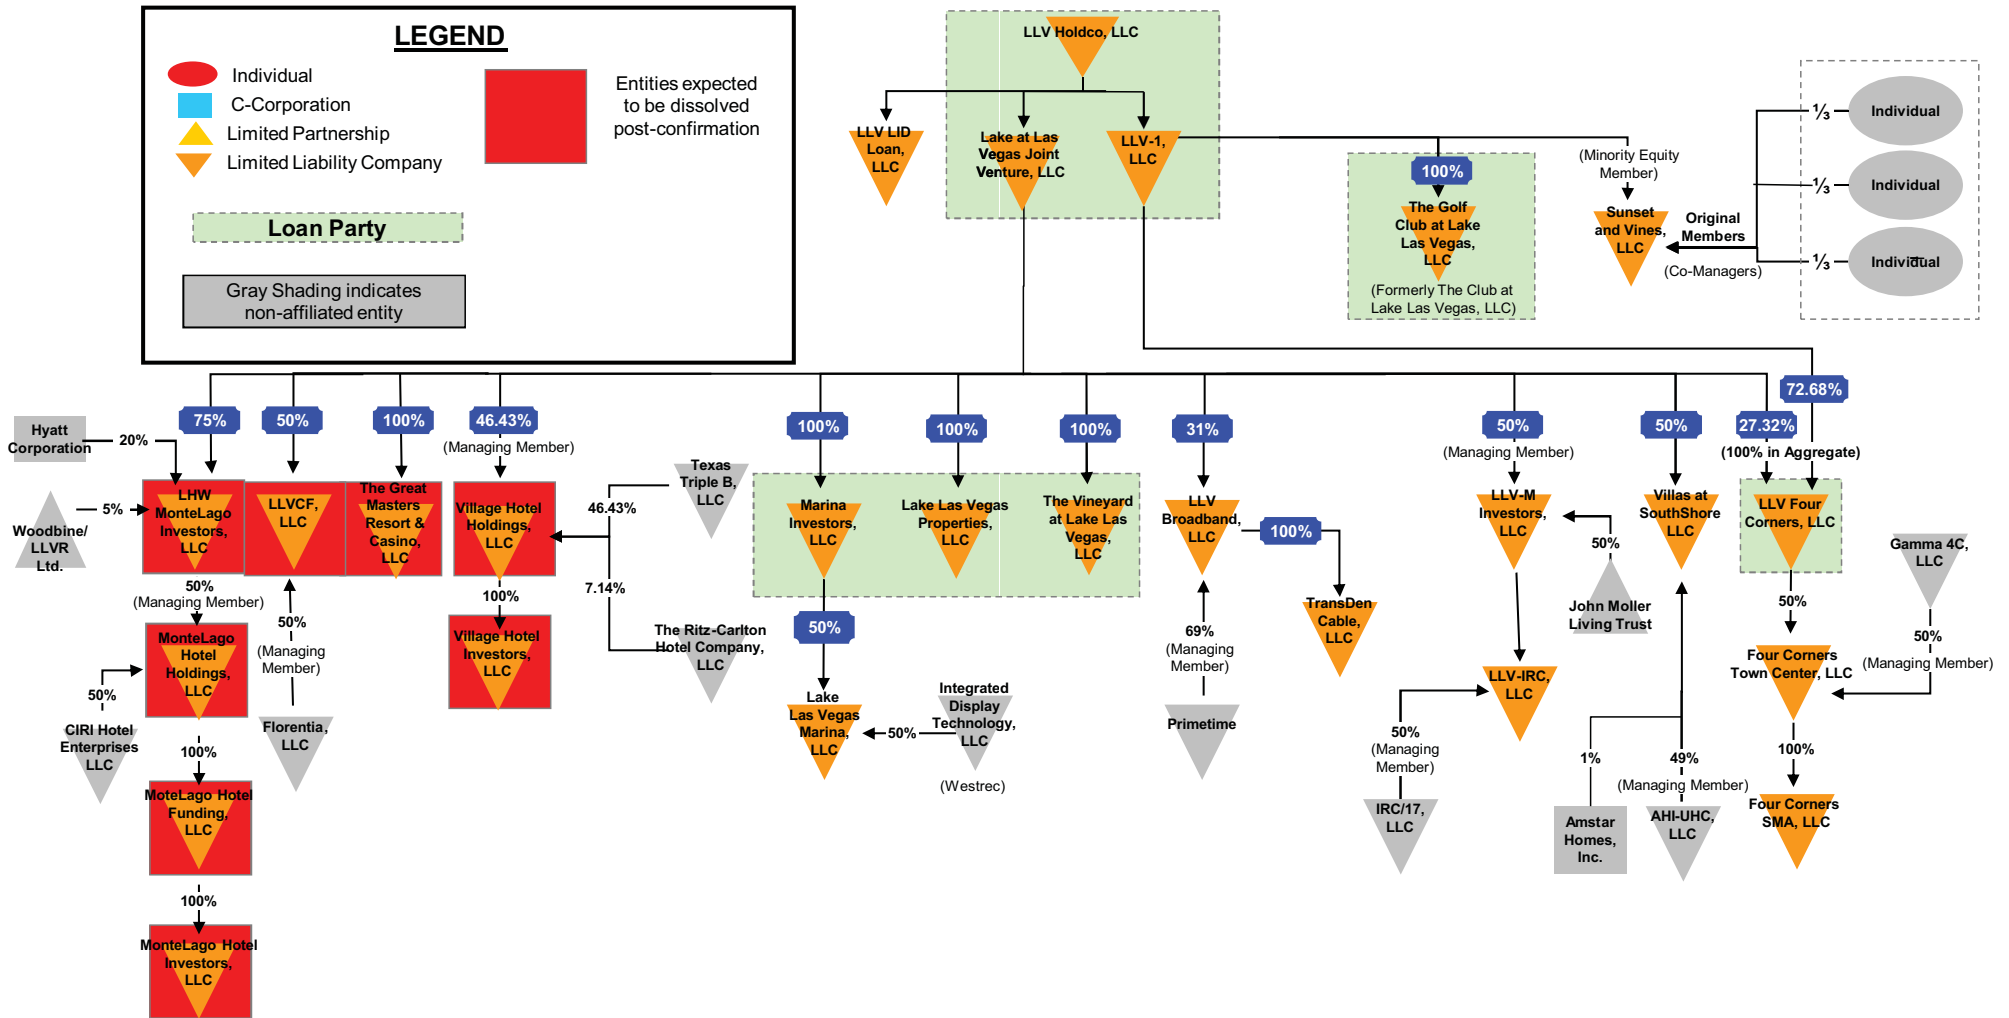 LEGEND
Individual
C-Corporation
Limited Partnership
Limited Liability Company
Entities expected
to be dissolved
post-confirmation
Loan Party
Gray Shading indicates
non-affiliated entity
LLV Holdco, LLC
LLV LID
Loan,
LLC
Lake at Las
Vegas Joint
Venture, LLC
LLV-1,
LLC
100%
The Golf
Club at Lake
Las Vegas,
LLC
(Formerly The Club at
Lake Las Vegas, LLC)
(Minority Equity
Member)
Sunset
and Vines,
LLC
Original
Members
(Co-Managers)
⅓
Individual
⅓
Individual
⅓
Individual
Hyatt
Corporation
20%
75%
50%
100%
46.43%
(Managing Member)
100%
100%
100%
31%
50%
(Managing Member)
50%
27.32%
72.68%
(100% in Aggregate)
Woodbine/
LLVR
Ltd.
5%
LHW
MonteLago
Investors,
LLC
LLVCF,
LLC
The Great
Masters
Resort &
Casino,
LLC
Village Hotel
Holdings,
LLC
46.43%
Texas
Triple B,
LLC
7.14%
The Ritz-Carlton
Hotel Company,
LLC
Marina
Investors,
LLC
Lake Las Vegas
Properties,
LLC
The Vineyard
at Lake Las
Vegas,
LLC
LLV
Broadband,
LLC
100%
TransDen
Cable,
LLC
LLV-M
Investors,
LLC
50%
John Moller
Living Trust
Villas at
SouthShore
LLC
LLV Four
Corners, LLC
Gamma 4C,
LLC
50%
(Managing Member)
MonteLago
Hotel
Holdings,
LLC
50%
CIRI Hotel
Enterprises
LLC
50%
(Managing
Member)
Florentia,
LLC
100%
Village Hotel
Investors,
LLC
50%
Lake
Las Vegas
Marina,
LLC
50%
Integrated
Display
Technology,
LLC
(Westrec)
69%
(Managing
Member)
Primetime
LLV-IRC,
LLC
50%
(Managing
Member)
IRC/17,
LLC
1%
Amstar
Homes,
Inc.
49%
(Managing Member)
AHI-UHC,
LLC
50%
Four Corners
Town Center, LLC
50%
(Managing Member)
100%
Four Corners
SMA, LLC
100%
MoteLago Hotel
Funding,
LLC
100%
MonteLago Hotel
Investors,
LLC